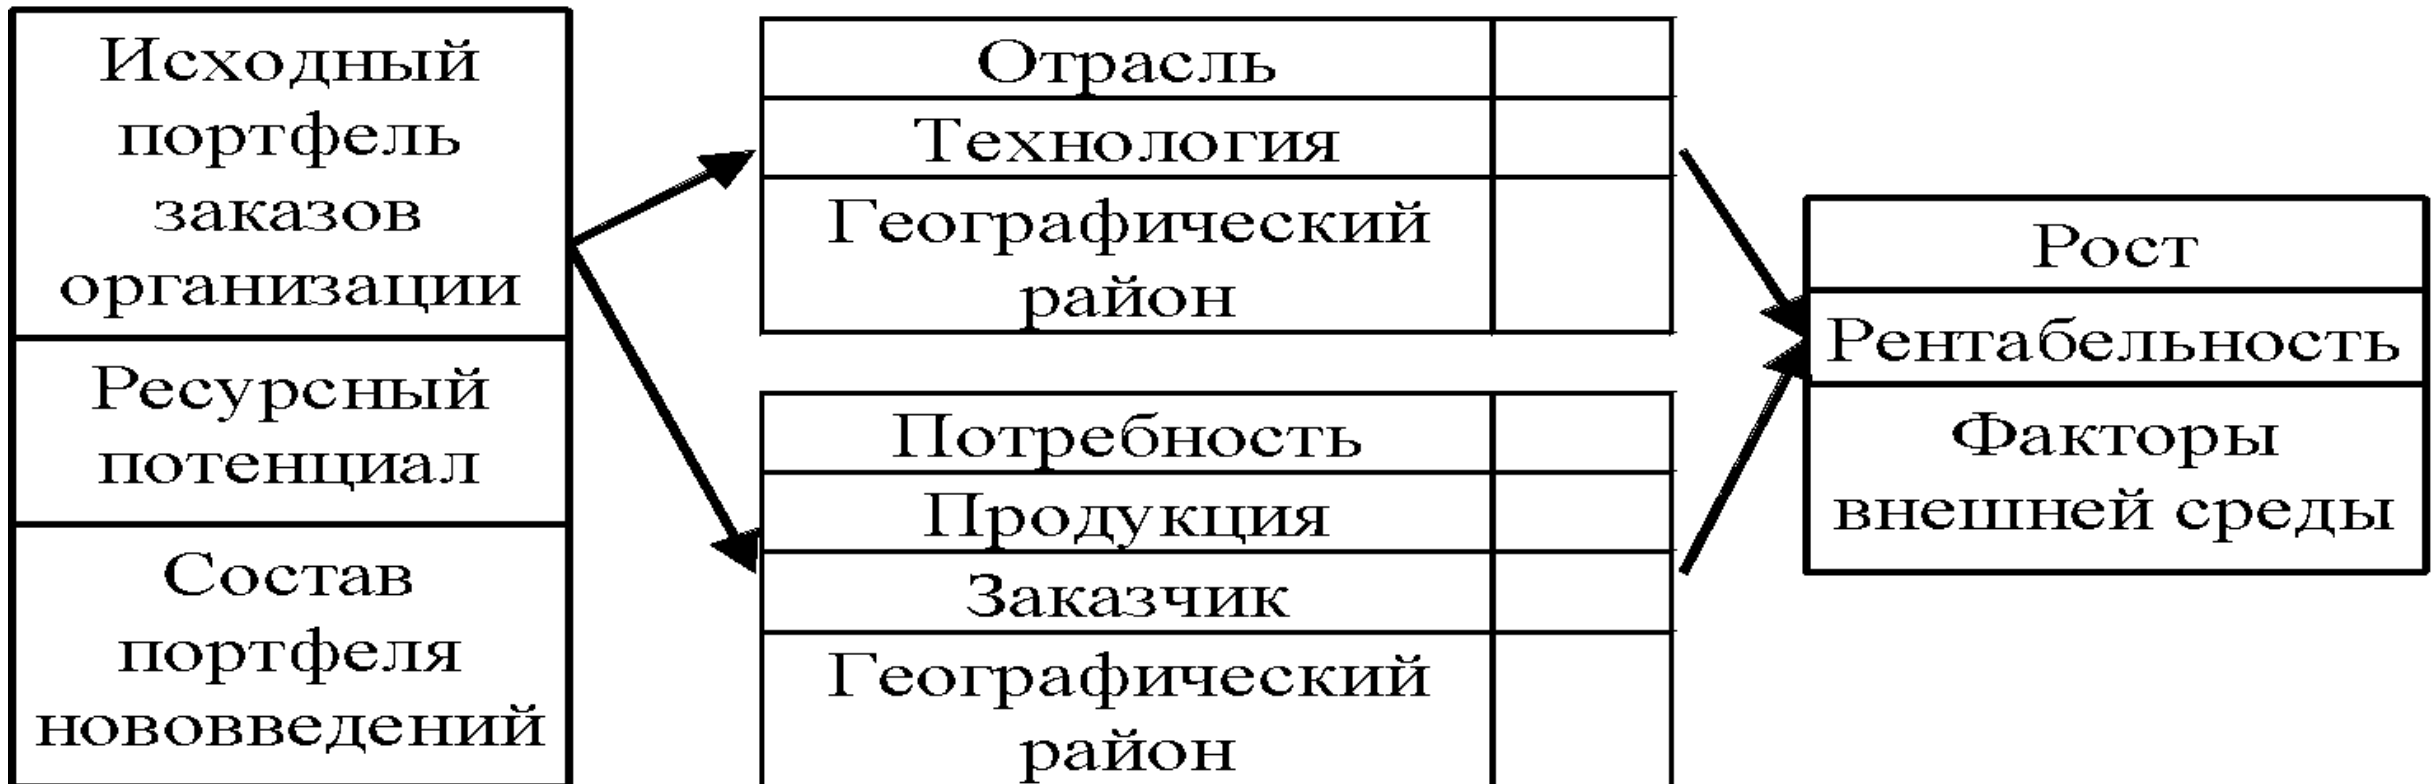 Исходный
портфель
заказов
организации
Ресурсный
потенциал
Состав
портфеля
нововведений
Отрасль
Технология
Географический
район
Потребность
Продукция
Заказчик
Географический
район
Рост
Рентабельность
Факторы
внешней среды